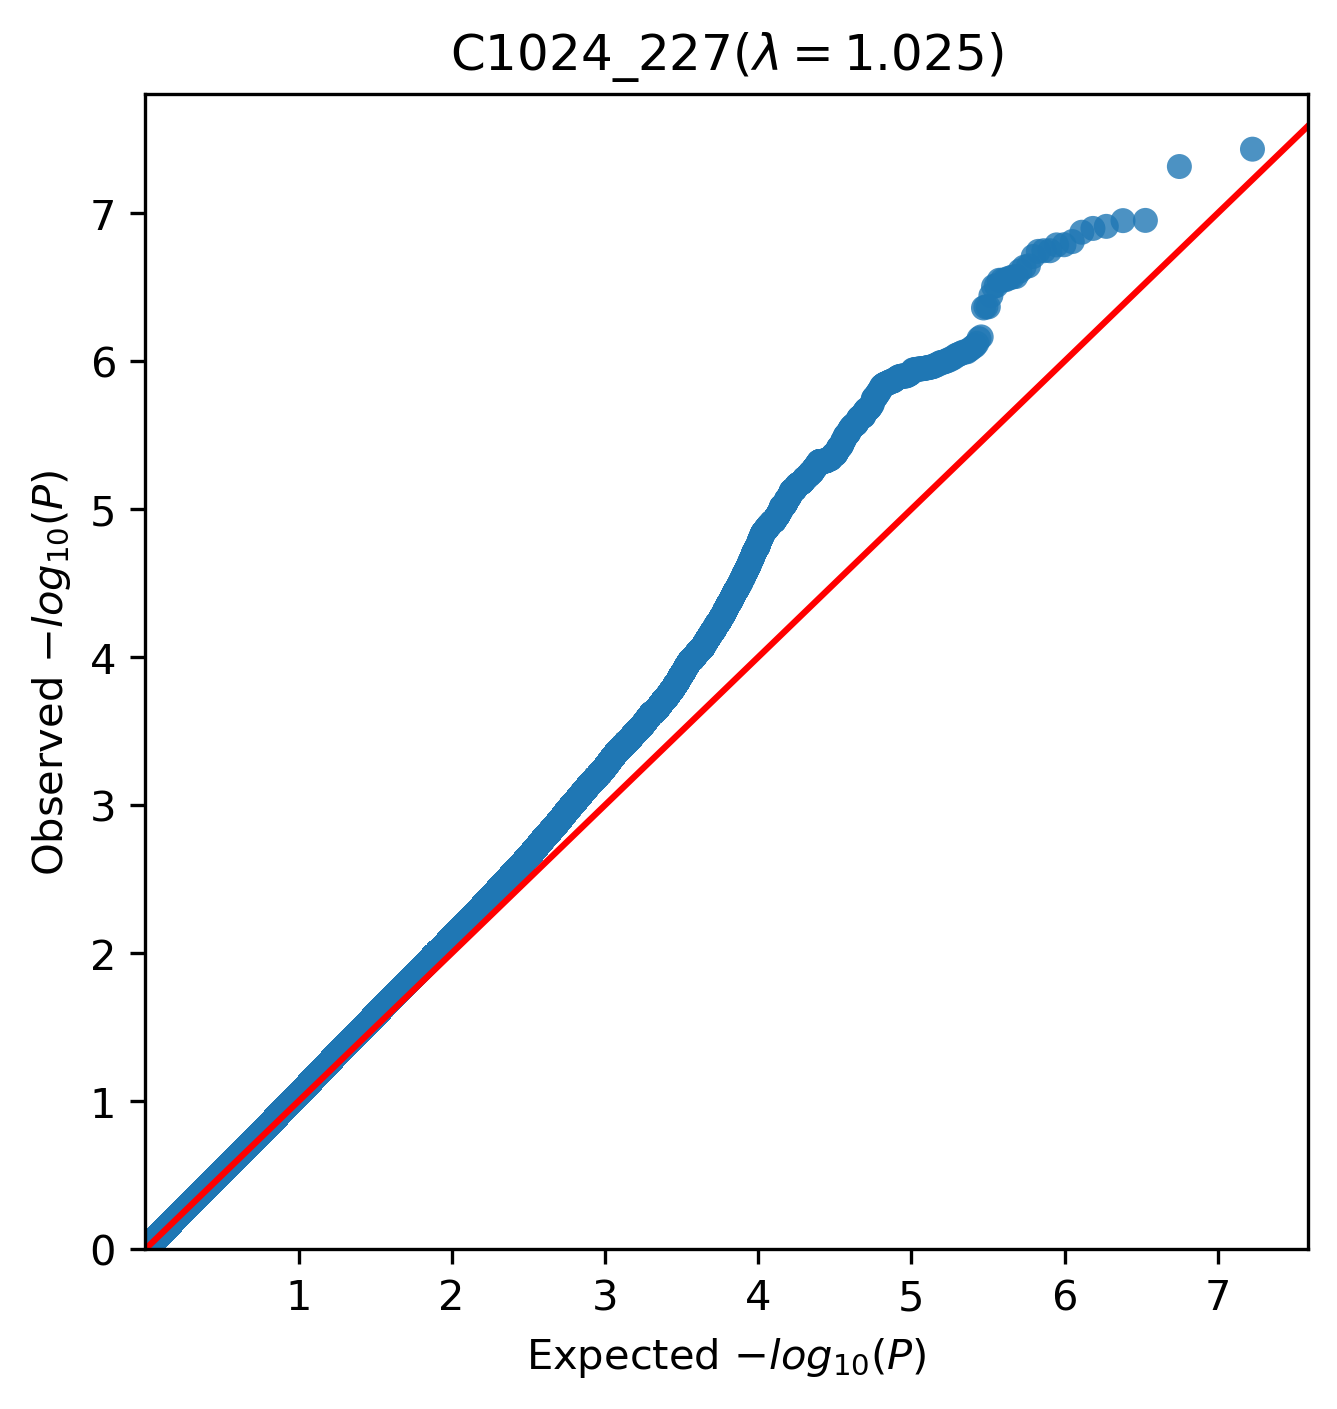 C1024_227(λ = 1.025)
7
6
5
4
3
2
1
0
Observed −log₁₀(P)
1 2 3 4 5 6 7
Expected −log₁₀(P)